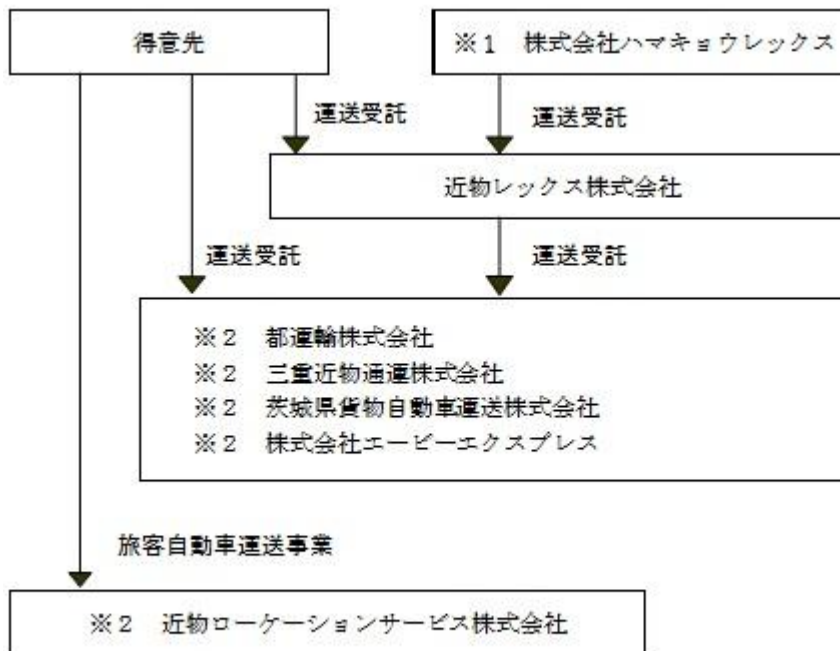 得意先
※1 株式会社ハマキョウレックス
運送受託
運送受託
近物レックス株式会社
運送受託
運送受託
※2 都運輸株式会社
※2 三重近物通運株式会社
※2 茨城県貨物自動車運送株式会社
※2 株式会社エービーエクスプレス
旅客自動車運送事業
※2 近物ローケーションサービス株式会社